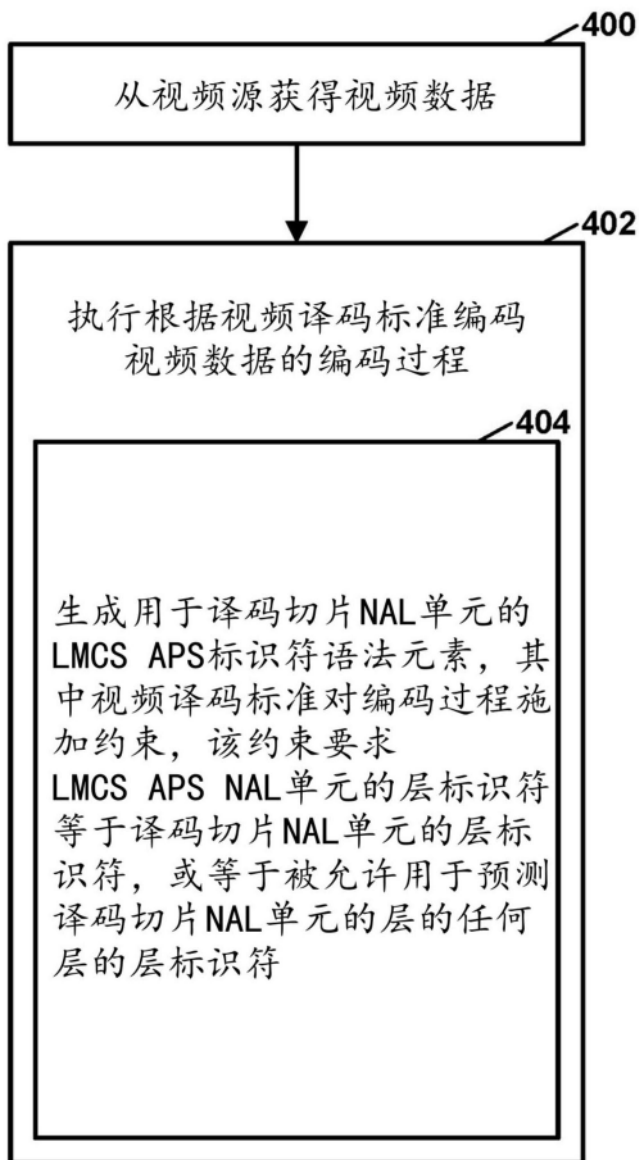 400
从视频源获得视频数据
402
执行根据视频译码标准编码
视频数据的编码过程
404
生成用于译码切片NAL单元的
LMCS APS标识符语法元素，其
中视频译码标准对编码过程施
加约束，该约束要求
LMCS APS NAL单元的层标识符
等于译码切片NAL单元的层标
识符，或等于被允许用于预测
译码切片NAL单元的层的任何
层的层标识符